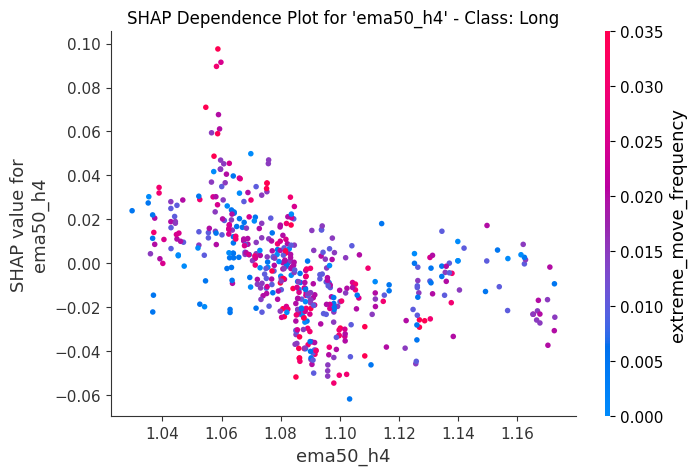 SHAP Dependence Plot for 'ema50_h4' - Class: Long
0.10
0.08
0.06
0.04
0.02
0.00
−0.02
−0.04
−0.06
SHAP value for
ema50_h4
1.04 1.06 1.08 1.10 1.12 1.14 1.16
ema50_h4
0.035
0.030
0.025
0.020
0.015
0.010
0.005
0.000
extreme_move_frequency